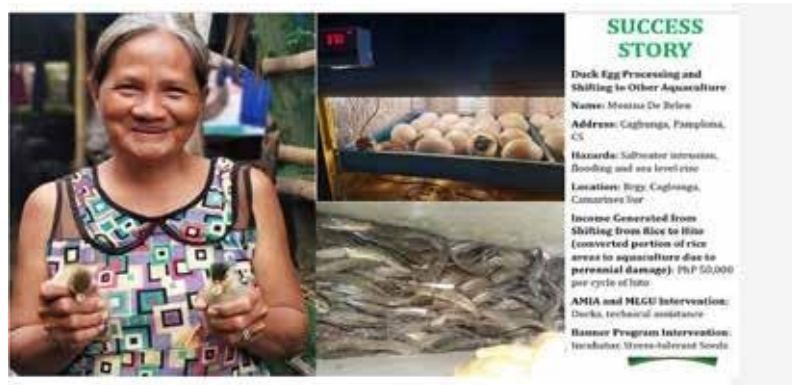 SUCCESS
STORY
Duck Egg Processing and
Shifting to Other Aquaculture
Name: De Belen
Address: Cagbunga, Pamplona,
CS
Hazards: Saltwater intrusion,
flooding and sea level rise
Location: Brgy. Cagbunga,
Camarines Sur
Income Generated from
Shifting from Rice to Hito
(converted portion of rice
areas to aquaculture due to
perennial damage): PhP 50,000
per cycle of hito
AMIA and MLGU Intervention:
Ducks, technical assistance
Banner Program Intervention:
Incubator, Stress-tolerant Seeds